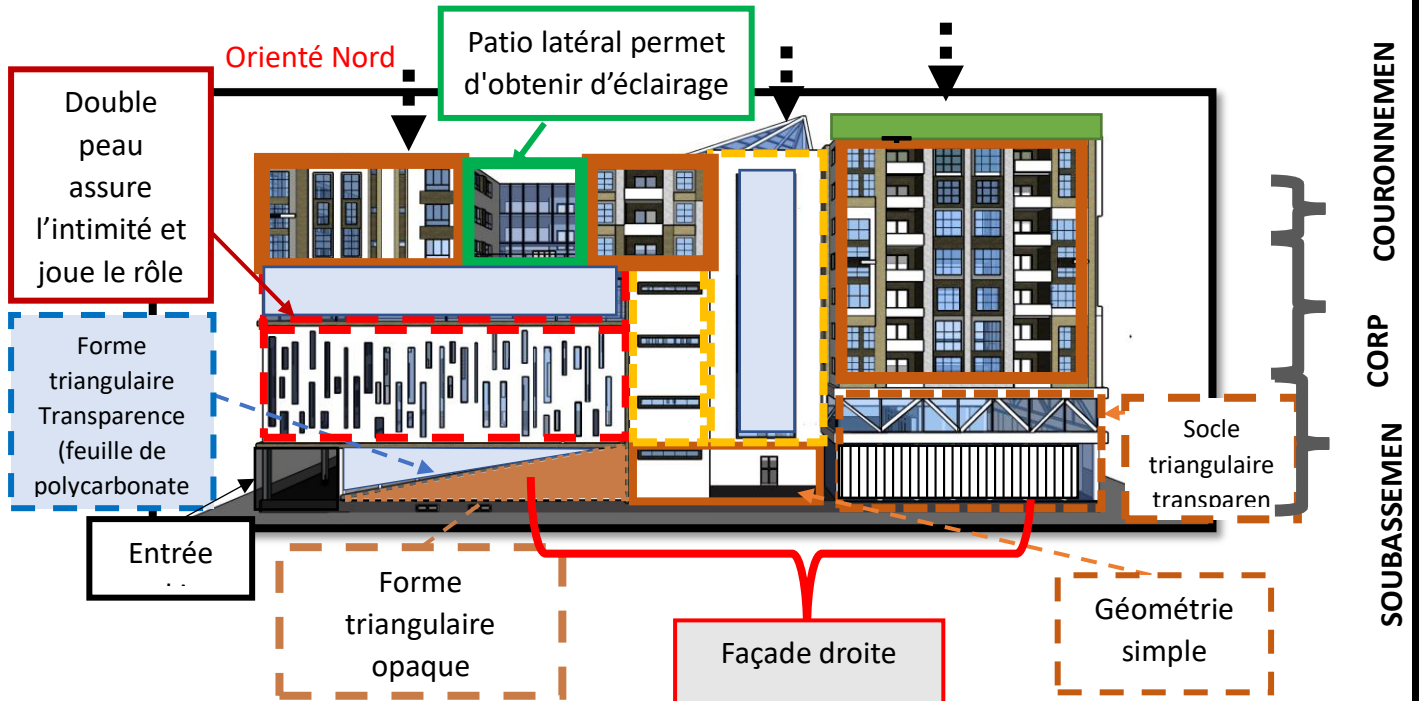 Orienté Nord
Patio latéral permet
d'obtenir d’éclairage
Double
peau
assure
l’intimité et
joue le rôle
Forme
triangulaire
Transparence
(feuille de
polycarbonate
Entrée
Forme
triangulaire
opaque
Façade droite
Géométrie
simple
Socle
triangulaire
transparen
COURONNEMEN
CORP
SOUBASSEMEN